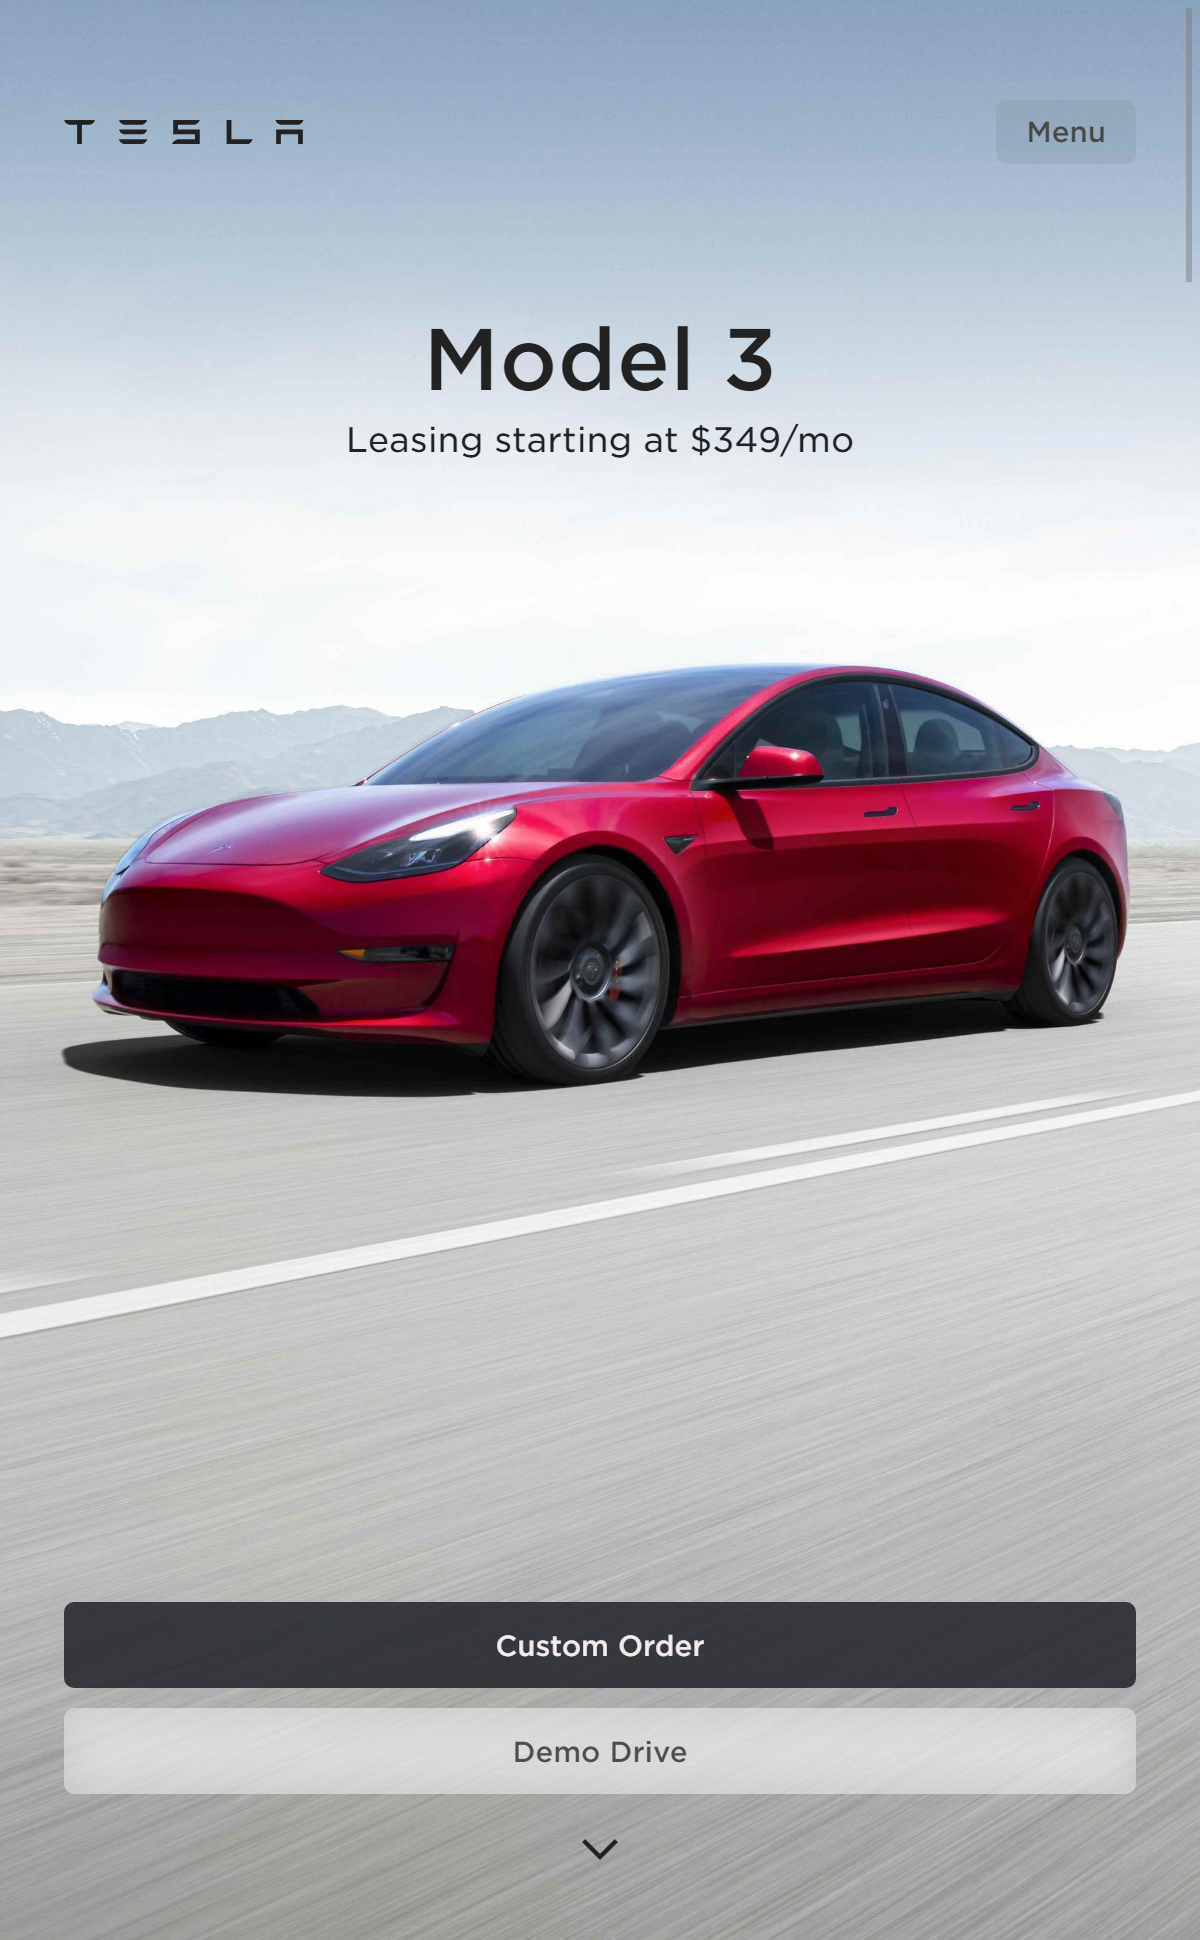 TESLA
Menu
Model 3
Leasing starting at $349/mo
Custom Order
Demo Drive